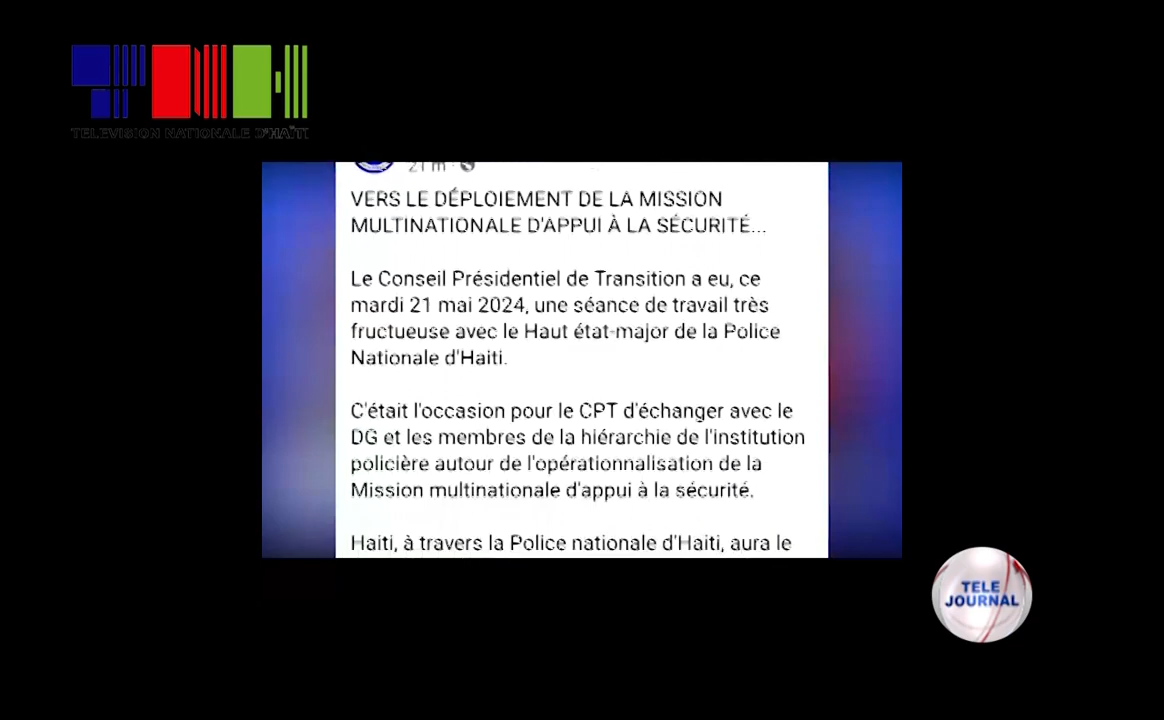 TELEVISION NATIONALE D'HAÏTI
21 m
VERS LE DÉPLOIEMENT DE LA MISSION
MULTINATIONALE D'APPUI À LA SÉCURITÉ...
Le Conseil Présidentiel de Transition a eu, ce
mardi 21 mai 2024, une séance de travail très
fructueuse avec le Haut état-major de la Police
Nationale d'Haiti.
C'était l'occasion pour le CPT d'échanger avec le
DG et les membres de la hiérarchie de l'institution
policière autour de l'opérationnalisation de la
Mission multinationale d'appui à la sécurité.
Haiti, à travers la Police nationale d'Haiti, aura le
TELE
JOURNAL